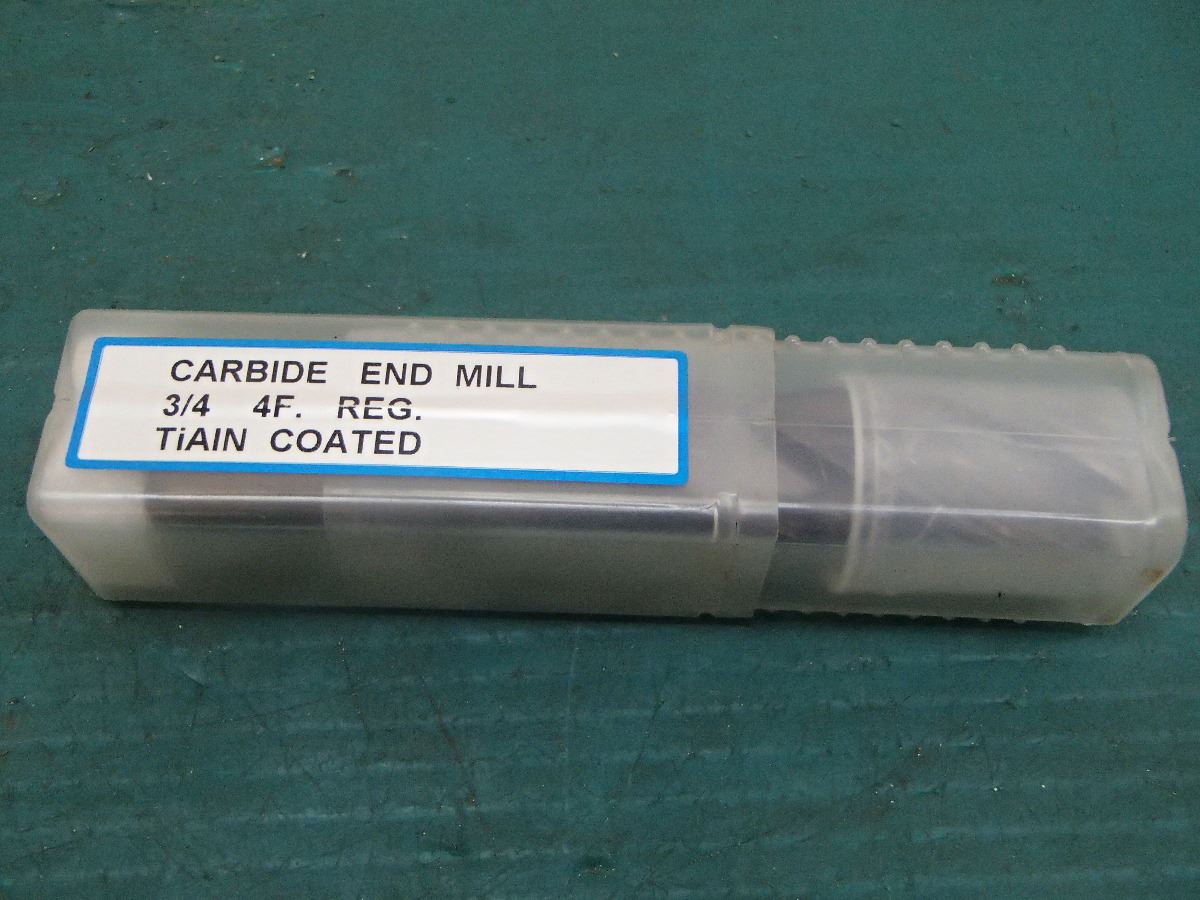 CARBIDE END MILL
3/4 4F. REG.
TiAlN COATED